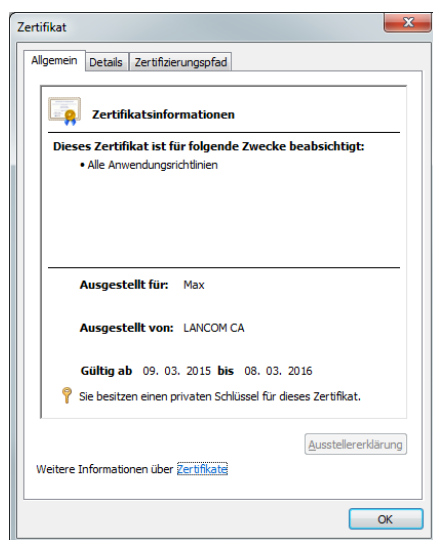 Zertifikat
x
Allgemein Details Zertifizierungspfad
Zertifikatsinformationen
Dieses Zertifikat ist für folgende Zwecke beabsichtigt:
• Alle Anwendungsrichtlinien
Ausgestellt für: Max
Ausgestellt von: LANCOM CA
Gültig ab 09. 03. 2015 bis 08. 03. 2016
Sie besitzen einen privaten Schlüssel für dieses Zertifikat.
Ausstellererklärung
Weitere Informationen über Zertifikate
OK